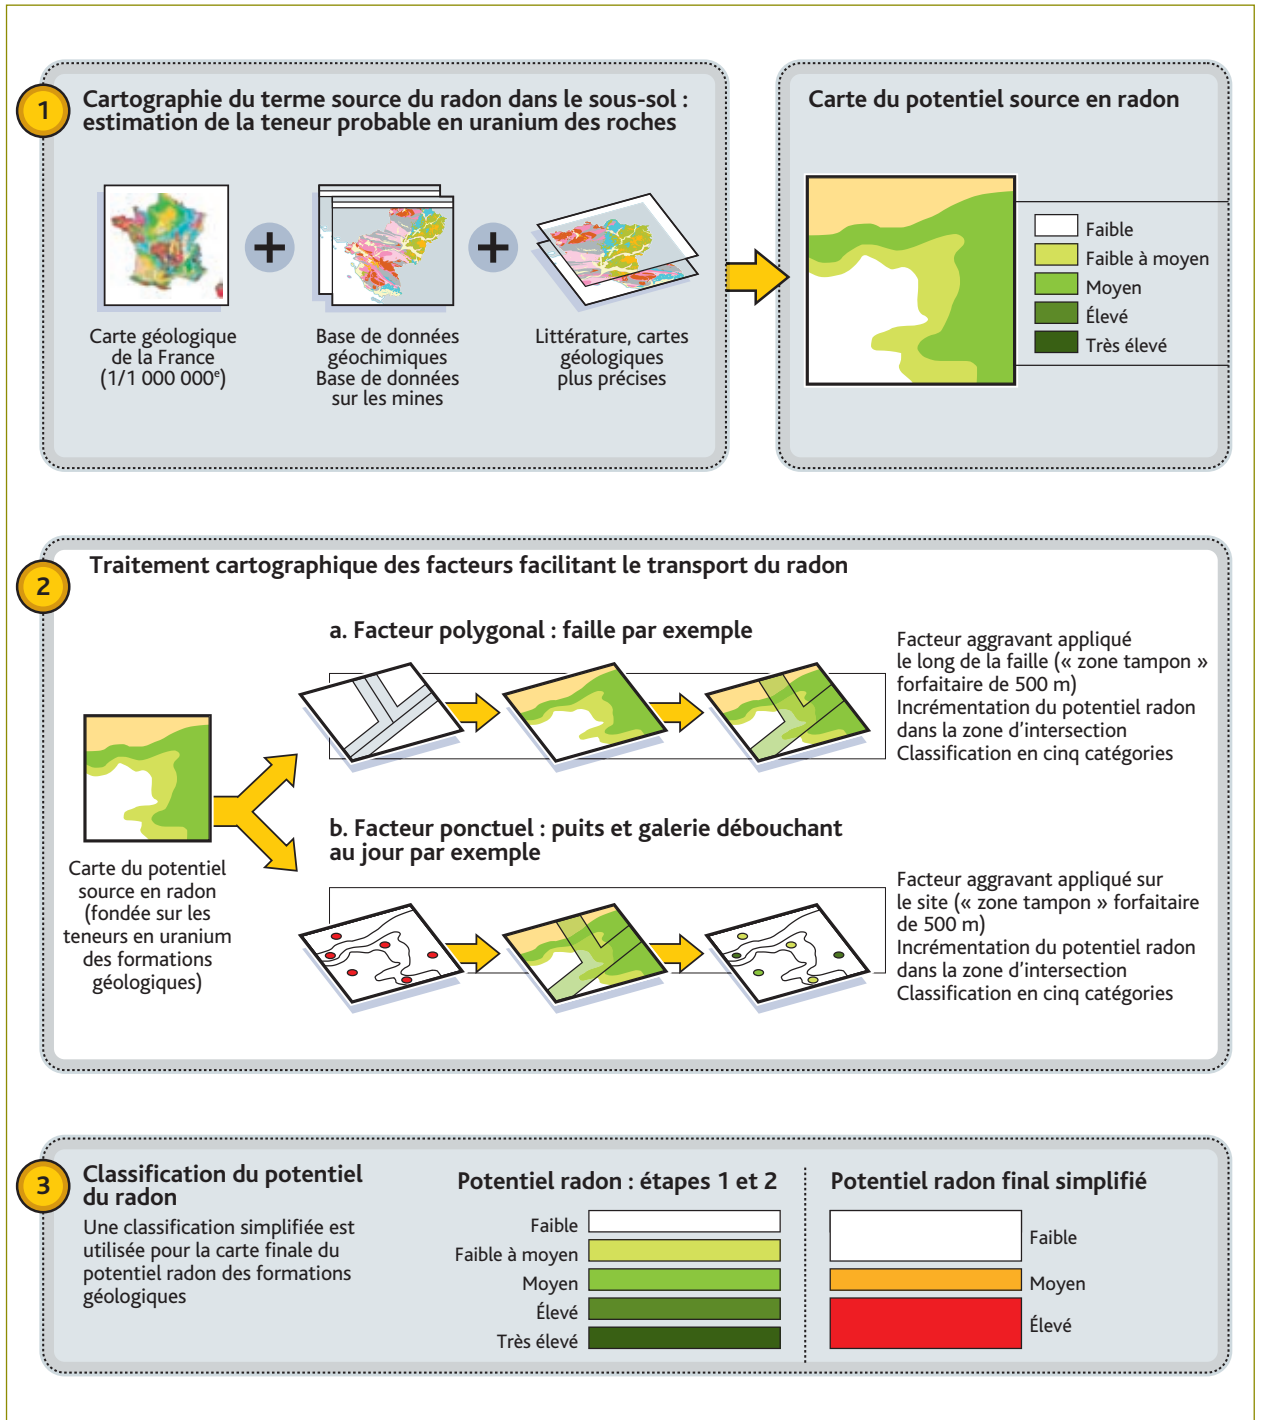 1
Cartographie du terme source du radon dans le sous-sol :
estimation de la teneur probable en uranium des roches
Carte géologique
de la France
(1/1 000 000e)
Base de données
géochimiques
Base de données
sur les mines
Littérature, cartes
géologiques
plus précises
Carte du potentiel source en radon
Faible
Faible à moyen
Moyen
Élevé
Très élevé
2
Traitement cartographique des facteurs facilitant le transport du radon
Carte du potentiel
source en radon
(fondée sur les
teneurs en uranium
des formations
géologiques)
a. Facteur polygonal : faille par exemple
Facteur aggravant appliqué
le long de la faille (« zone tampon »
forfaitaire de 500 m)
Incrémentation du potentiel radon
dans la zone d'intersection
Classification en cinq catégories
b. Facteur ponctuel : puits et galerie débouchant
au jour par exemple
Facteur aggravant appliqué sur
le site (« zone tampon » forfaitaire
de 500 m)
Incrémentation du potentiel radon
dans la zone d'intersection
Classification en cinq catégories
3
Classification du potentiel
du radon
Une classification simplifiée est
utilisée pour la carte finale du
potentiel radon des formations
géologiques
Potentiel radon : étapes 1 et 2
Faible
Faible à moyen
Moyen
Élevé
Très élevé
Potentiel radon final simplifié
Faible
Moyen
Élevé